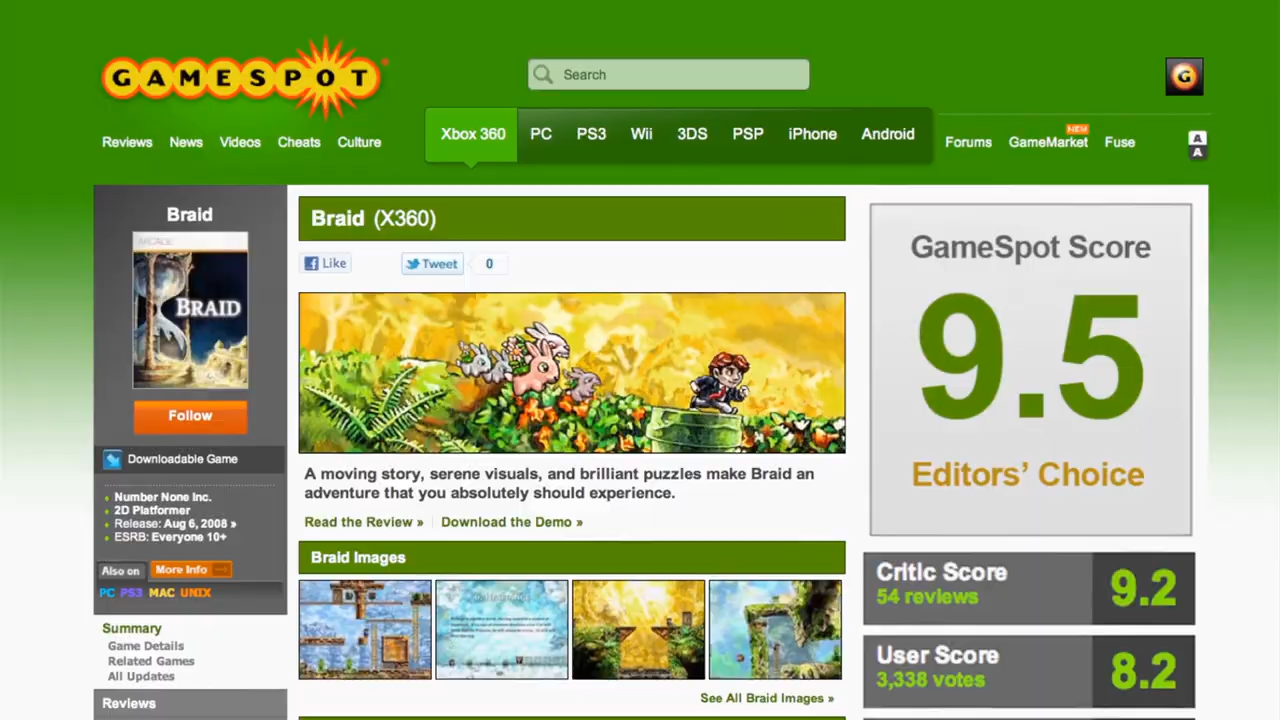 GAMESPOT
Search
G
Xbox 360 PC PS3 Wii 3DS PSP iPhone Android
Reviews News Videos Cheats Culture
NEW
Forums GameMarket Fuse
A
A
Braid
ARCADE
BRAID
Follow
Downloadable Game
Number None Inc.
2D Platformer
Release: Aug 6, 2008 »
ESRB: Everyone 10+
Also on More Info
PC PS3 MAC UNIX
Summary
Game Details
Related Games
All Updates
Reviews
Braid (X360)
Like Tweet 0
A moving story, serene visuals, and brilliant puzzles make Braid an
adventure that you absolutely should experience.
Read the Review » Download the Demo »
Braid Images
See All Braid Images »
GameSpot Score
9.5
Editors’ Choice
Critic Score
54 reviews
9.2
User Score
3,338 votes
8.2